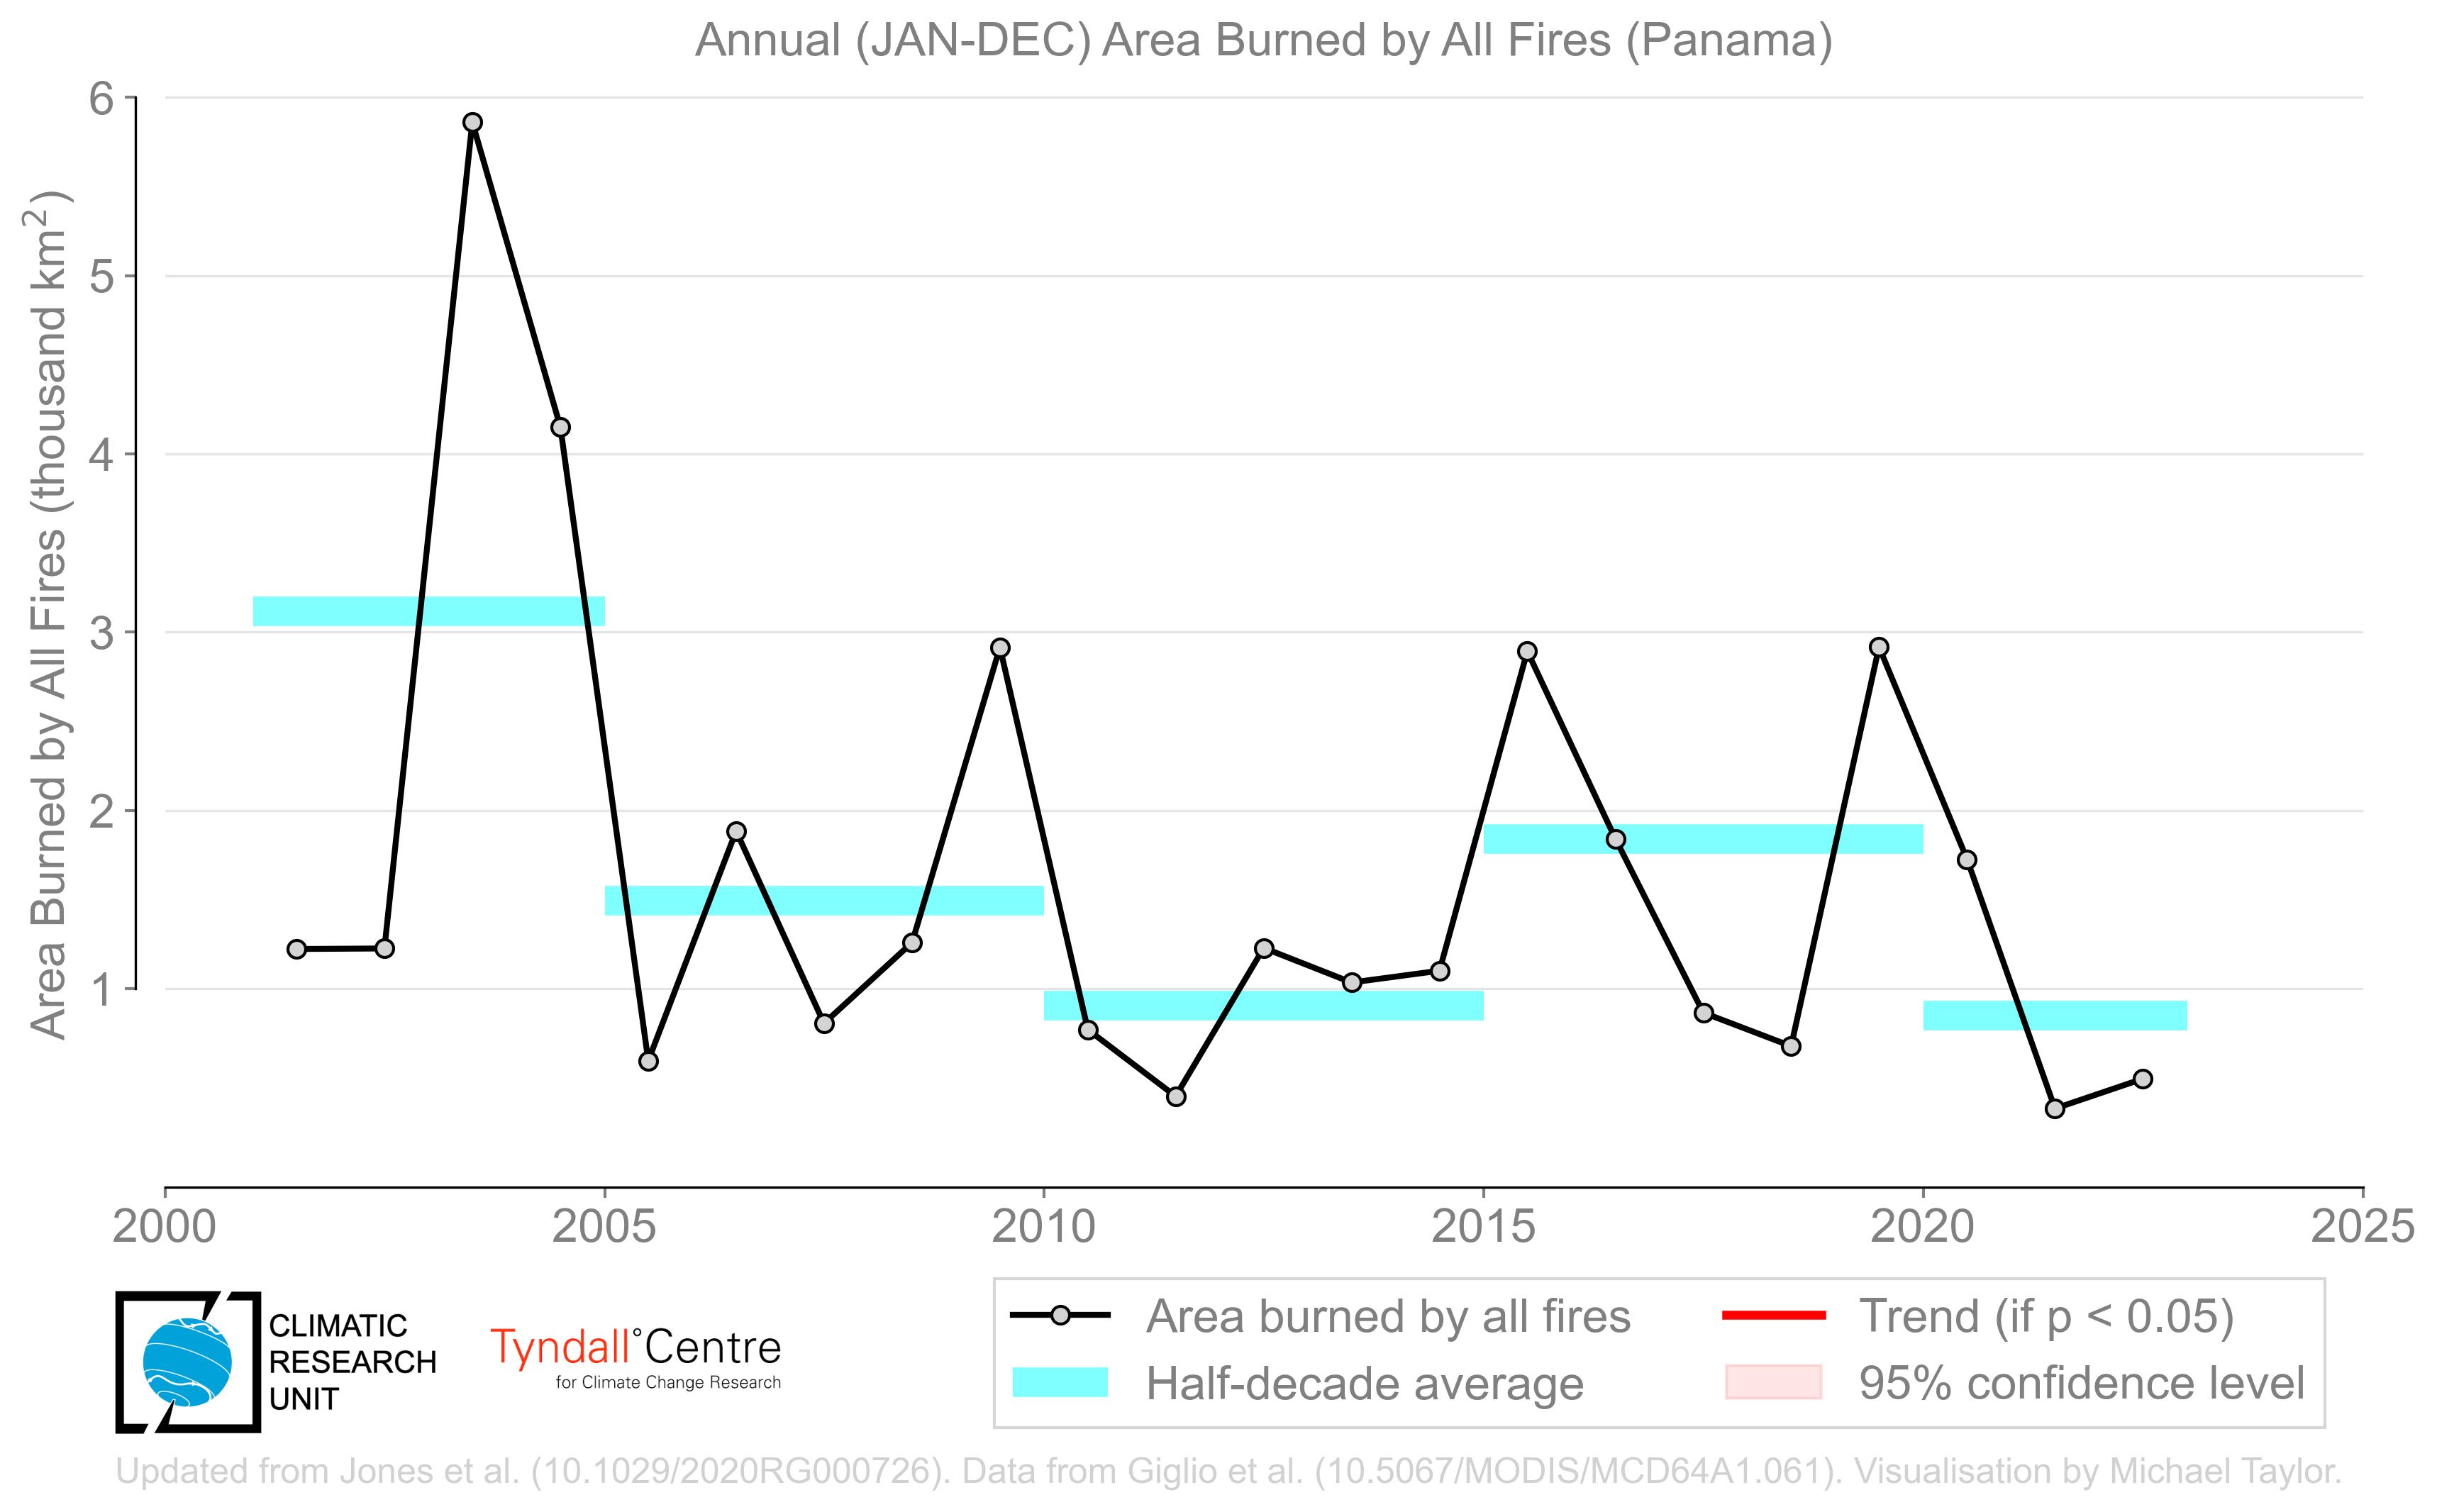 Annual (JAN-DEC) Area Burned by All Fires (Panama)
Area Burned by All Fires (thousand km²)
6
5
4
3
2
1
2000 2005 2010 2015 2020 2025
CLIMATIC
RESEARCH
UNIT
Tyndall°Centre
for Climate Change Research
Area burned by all fires
Half-decade average
Trend (if p < 0.05)
95% confidence level
Updated from Jones et al. (10.1029/2020RG000726). Data from Giglio et al. (10.5067/MODIS/MCD64A1.061). Visualisation by Michael Taylor.